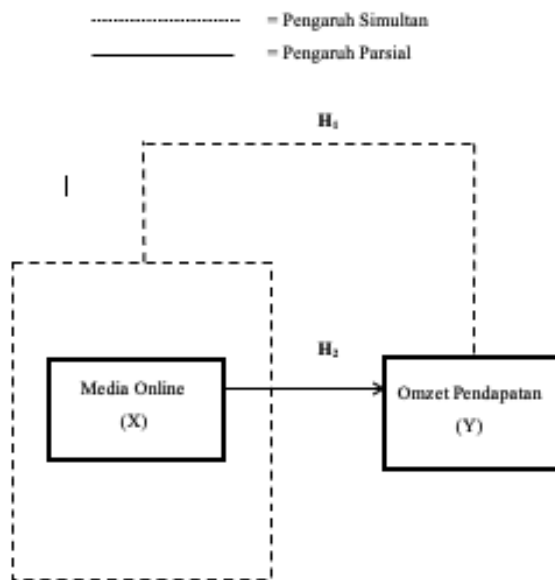 = Pengaruh Simultan
= Pengaruh Parsial
H₁
H₂
Media Online
(X)
Omzet Pendapatan
(Y)